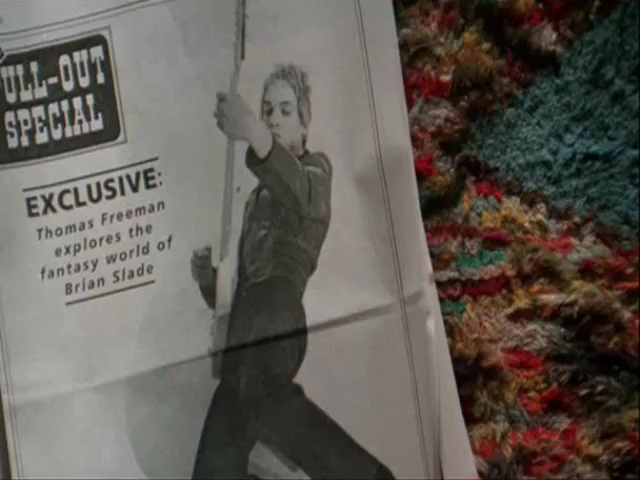 ULL-OUT
SPECIAL
EXCLUSIVE:
Thomas Freeman
explores the
fantasy world of
Brian Slade